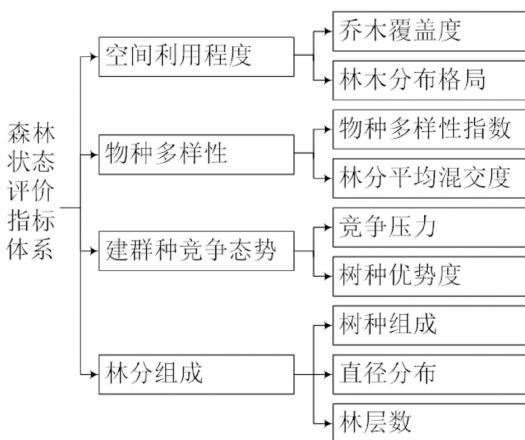 森林
状态
评价
指标
体系
空间利用程度
乔木覆盖度
林木分布格局
物种多样性
物种多样性指数
林分平均混交度
建群种竞争态势
竞争压力
树种优势度
林分组成
树种组成
直径分布
林层数